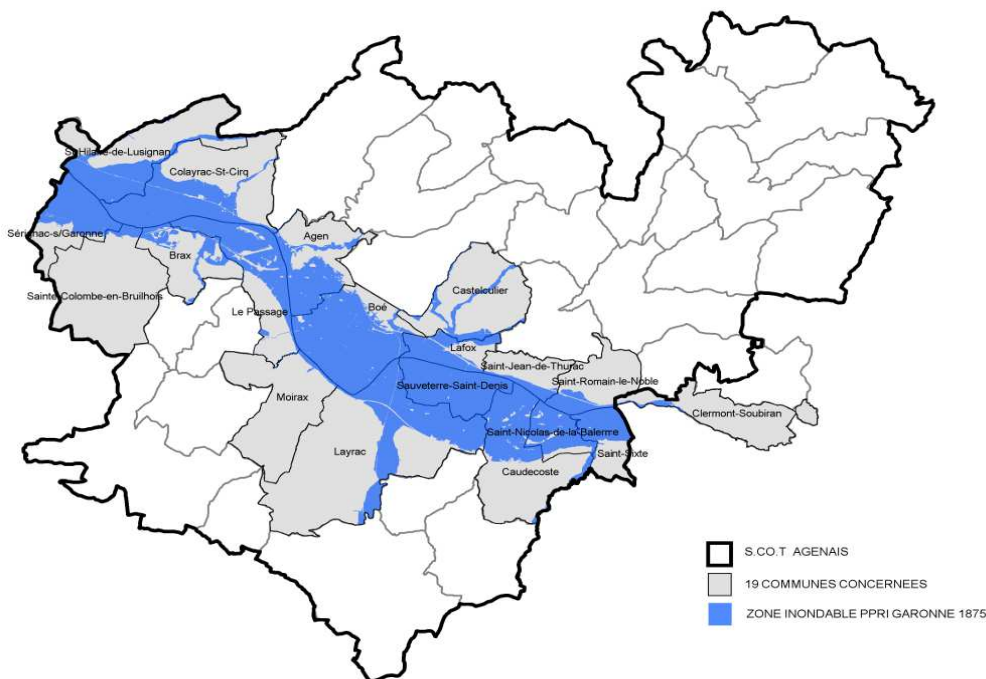 St-Hilaire-de-Lusignan
Colayrac-St-Cirq
Sérignac-s/Garonne
Agen
Brax
Castelculier
Sainte-Colombe-en-Bruilhois
Boé
Le Passage
Lafox
Saint-Jean-de-Thurac
Saint-Romain-le-Noble
Sauveterre-Saint-Denis
Moirax
Clermont-Soubiran
Saint-Nicolas-de-la-Balerme
Layrac
Saint-Sixte
Caudecoste
S.CO.T AGENAIS
19 COMMUNES CONCERNEES
ZONE INONDABLE PPRI GARONNE 1875